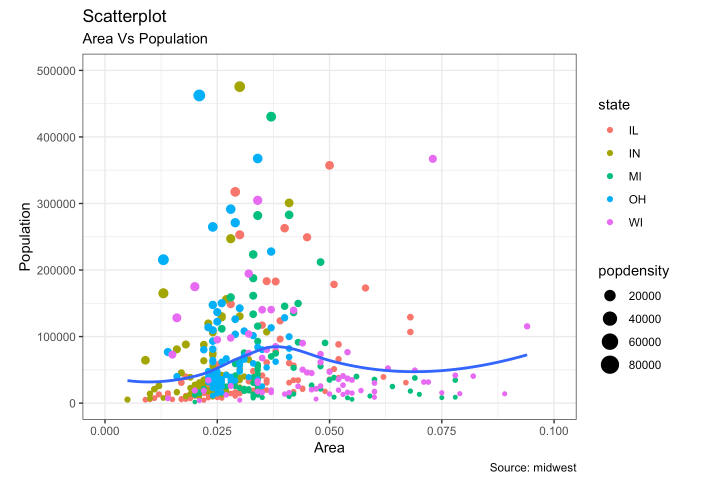 Scatterplot
Area Vs Population
500000
400000
300000
200000
100000
0
Population
0.000
0.025
0.050
0.075
0.100
Area
Source: midwest
state
IL
IN
MI
OH
WI
popdensity
20000
40000
60000
80000